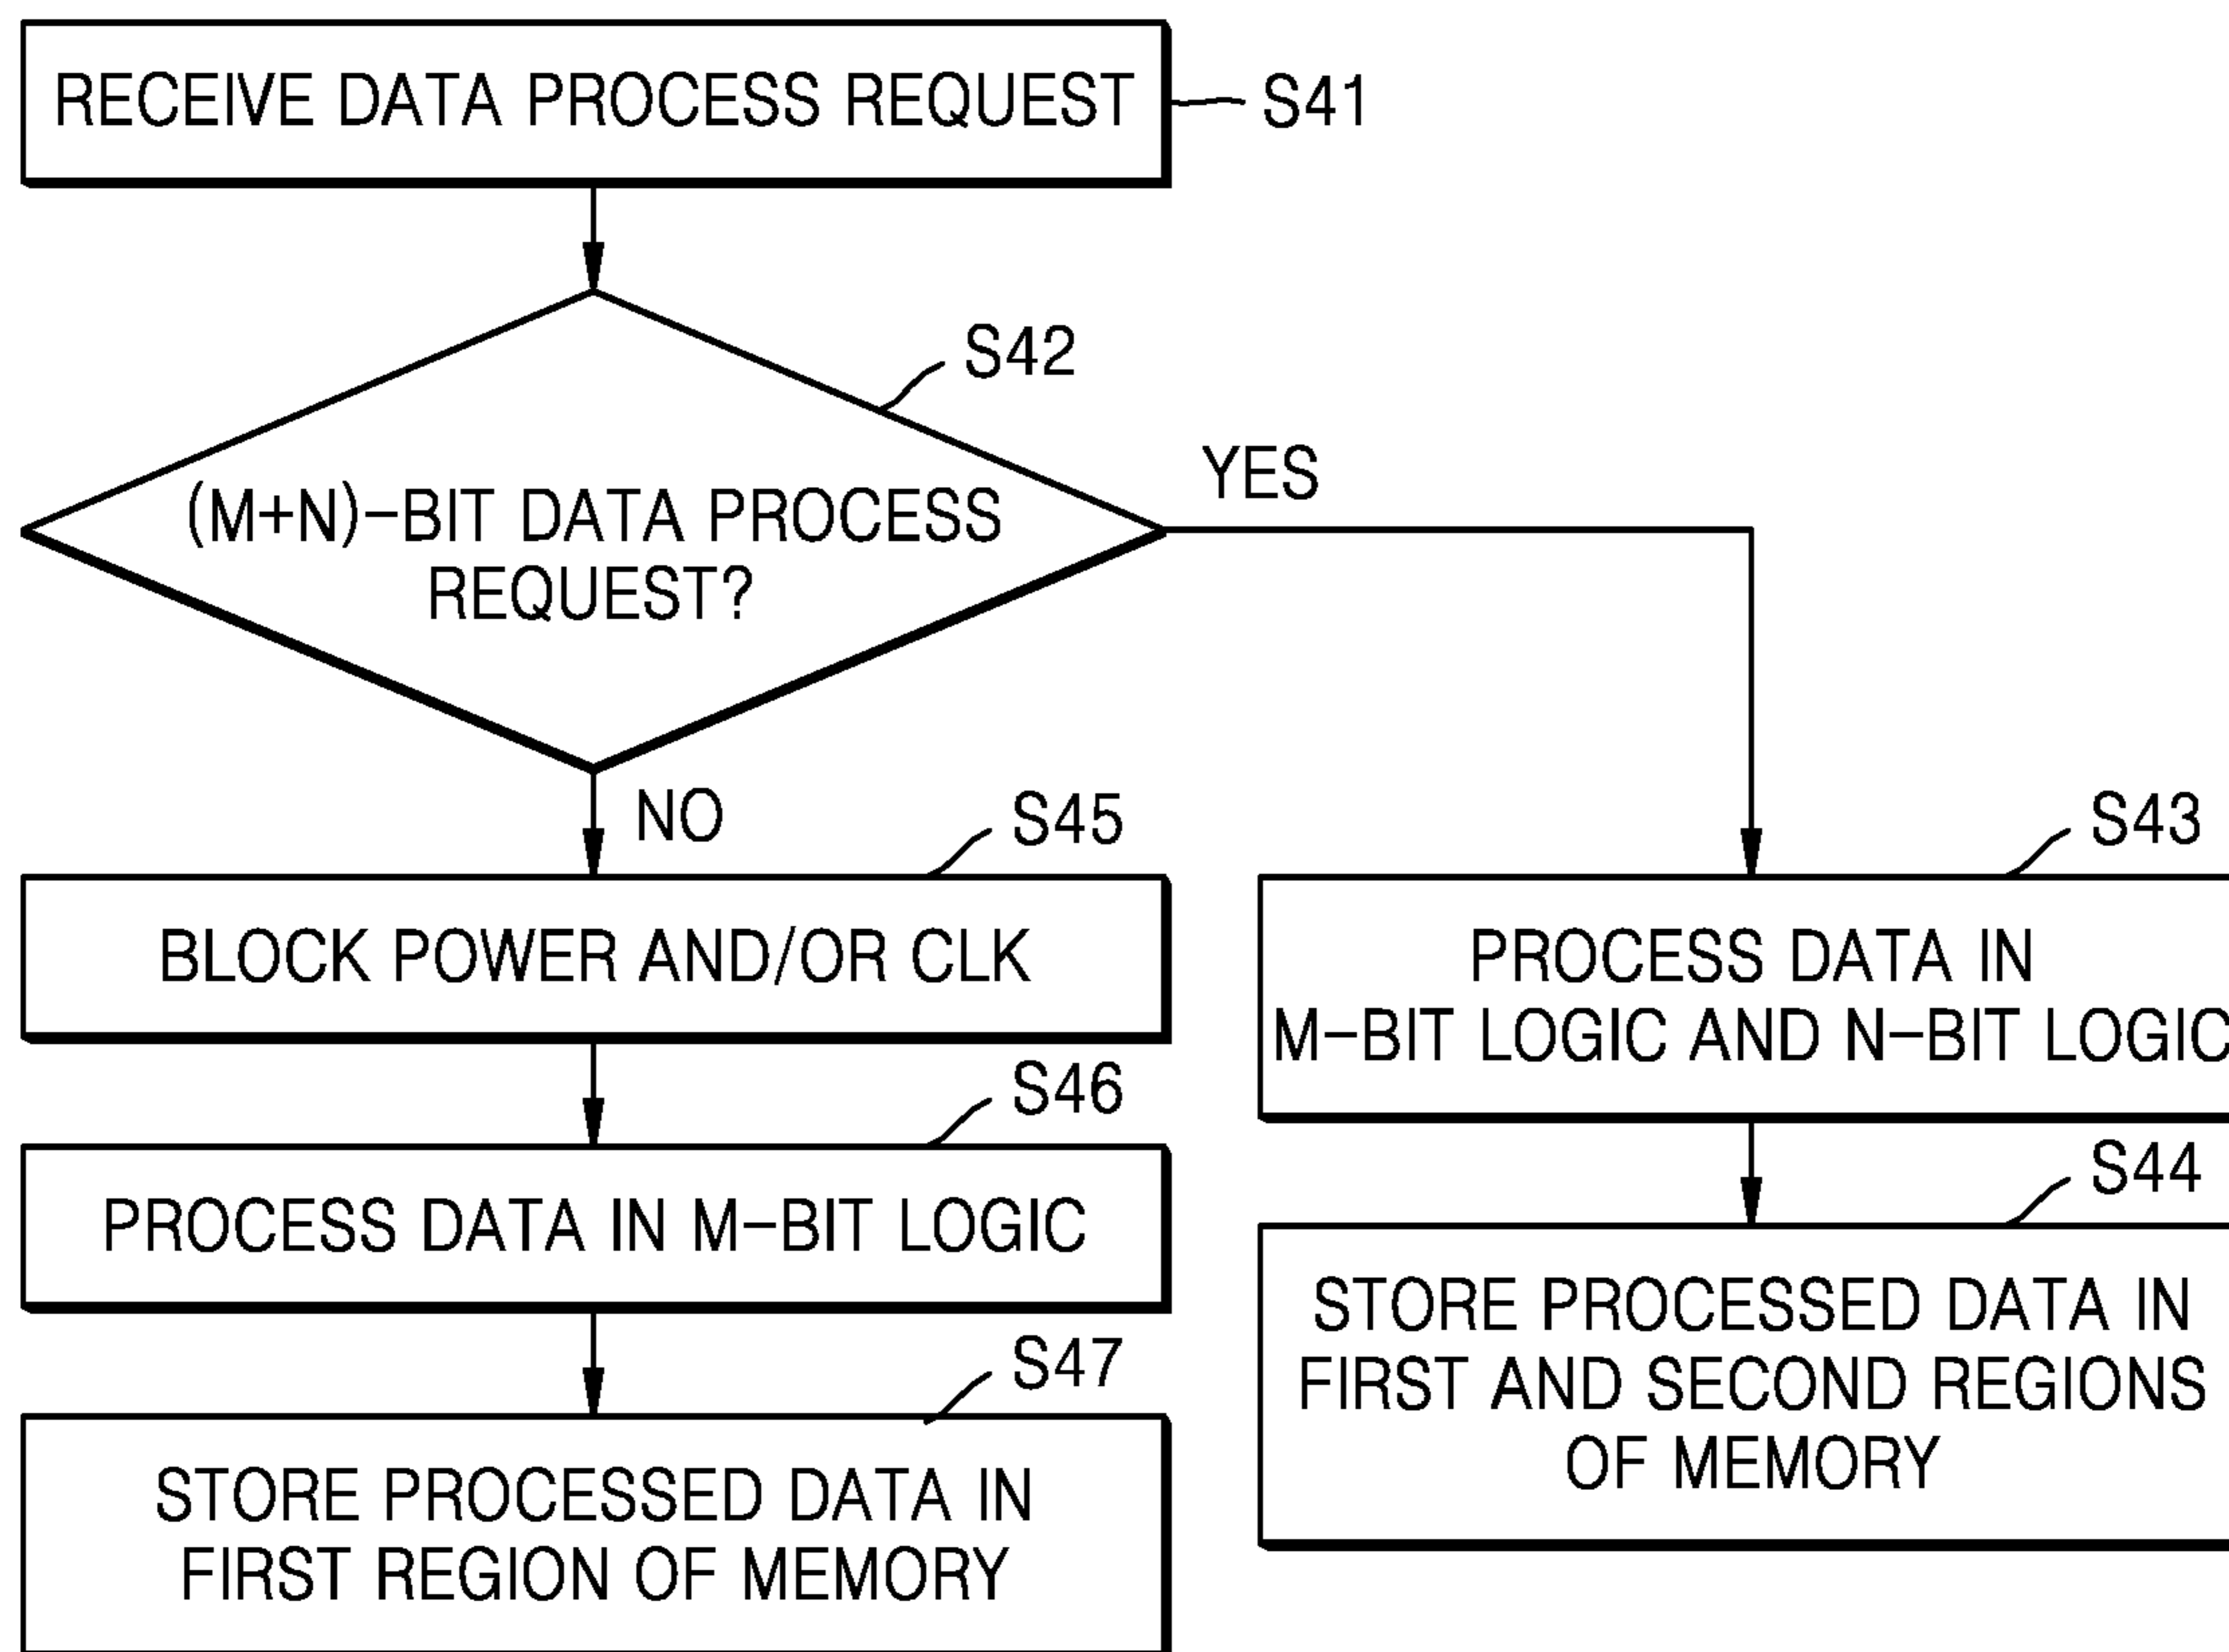 RECEIVE DATA PROCESS REQUEST
S41
S42
(M+N)-BIT DATA PROCESS
REQUEST?
YES
NO
S45
BLOCK POWER AND/OR CLK
S46
PROCESS DATA IN M-BIT LOGIC
S47
STORE PROCESSED DATA IN
FIRST REGION OF MEMORY
S43
PROCESS DATA IN
M-BIT LOGIC AND N-BIT LOGIC
S44
STORE PROCESSED DATA IN
FIRST AND SECOND REGIONS
OF MEMORY